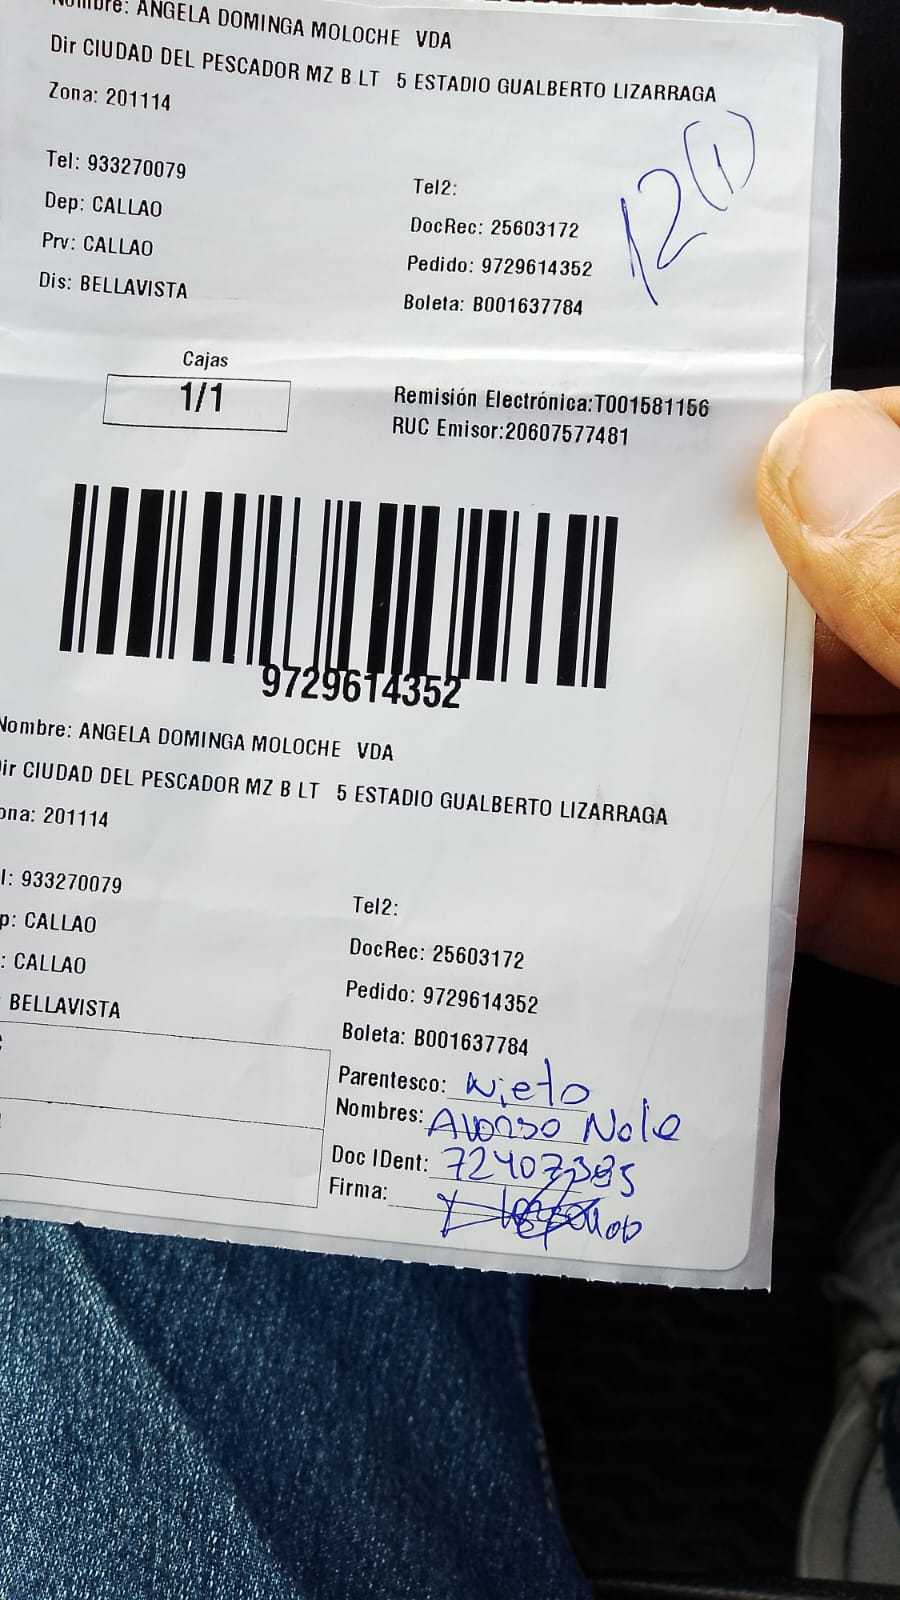 Nombre: ANGELA DOMINGA MOLOCHE VDA
Dir CIUDAD DEL PESCADOR MZ B LT 5 ESTADIO GUALBERTO LIZARRAGA
Zona: 201114
12 (1)
Tel: 933270079
Tel2:
Dep: CALLAO
DocRec: 25603172
Prv: CALLAO
Pedido: 9729614352
Dis: BELLAVISTA
Boleta: B001637784
Cajas
1/1
Remisión Electrónica:T001581156
RUC Emisor:20607577481
9729614352
Nombre: ANGELA DOMINGA MOLOCHE VDA
Dir CIUDAD DEL PESCADOR MZ B LT 5 ESTADIO GUALBERTO LIZARRAGA
ona: 201114
l: 933270079
Tel2:
p: CALLAO
DocRec: 25603172
: CALLAO
Pedido: 9729614352
BELLAVISTA
Boleta: B001637784
Parentesco: Nieto
Nombres: Alonso Nole
Doc IDent: 72407385
Firma: